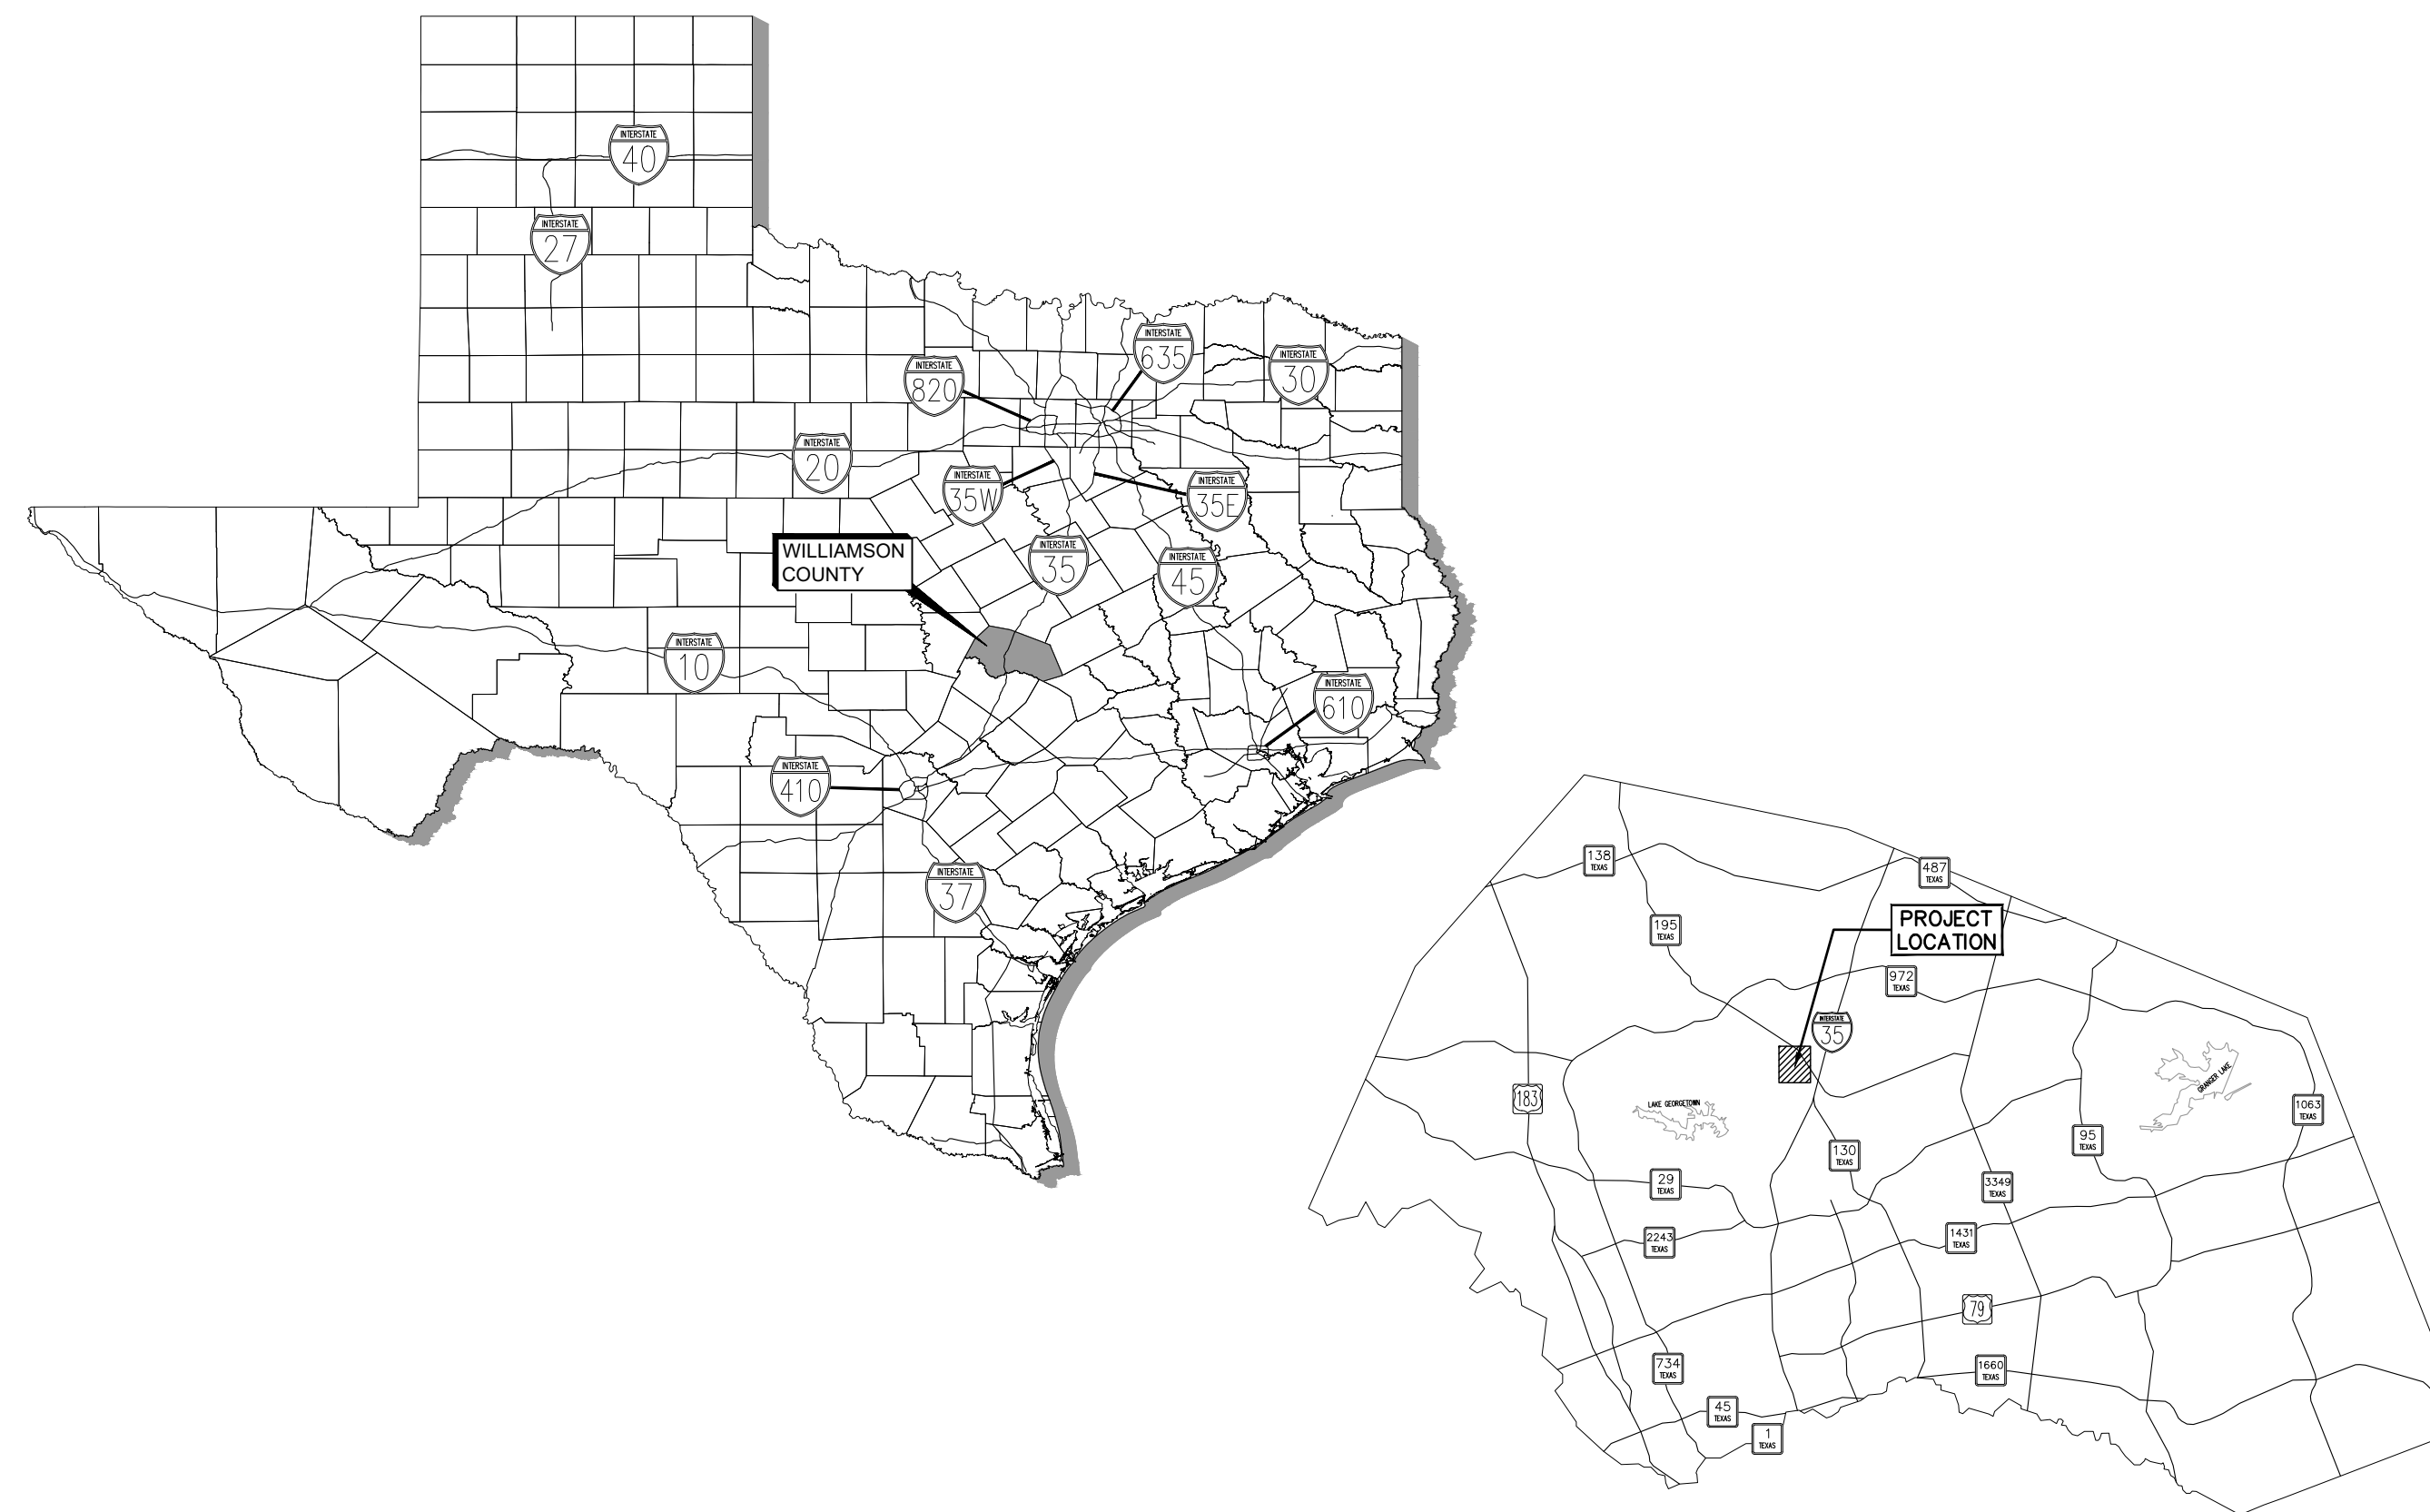 INTERSTATE
40
INTERSTATE
27
INTERSTATE
635
INTERSTATE
30
INTERSTATE
820
INTERSTATE
20
INTERSTATE
35W
INTERSTATE
35E
WILLIAMSON
COUNTY
INTERSTATE
35
INTERSTATE
45
INTERSTATE
10
INTERSTATE
610
INTERSTATE
410
INTERSTATE
37
138
TEXAS
487
TEXAS
195
TEXAS
PROJECT
LOCATION
972
TEXAS
INTERSTATE
35
183
LAKE GEORGETOWN
GRANGER LAKE
1063
TEXAS
95
TEXAS
130
TEXAS
29
TEXAS
3349
TEXAS
2243
TEXAS
1431
TEXAS
79
734
TEXAS
1660
TEXAS
45
TEXAS
1
TEXAS